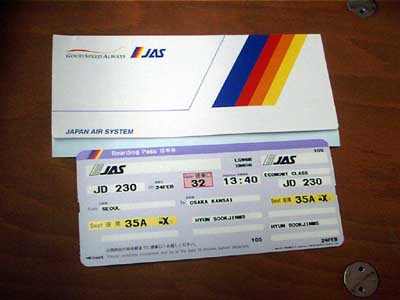 GOOD SPEED ALWAYS
JAS
JAPAN AIR SYSTEM
Boarding Pass 搭乗券
105
JAS
JAS
ECONOMY CLASS
JD 230
24FEB
32
13:40
JD 230
From
SEOUL
To
OSAKA KANSAI
Seat 座席 35A -X
Seat 座席 35A -X
HYUN SOOKJINMS
HYUN SOOKJINMS
105
24FEB